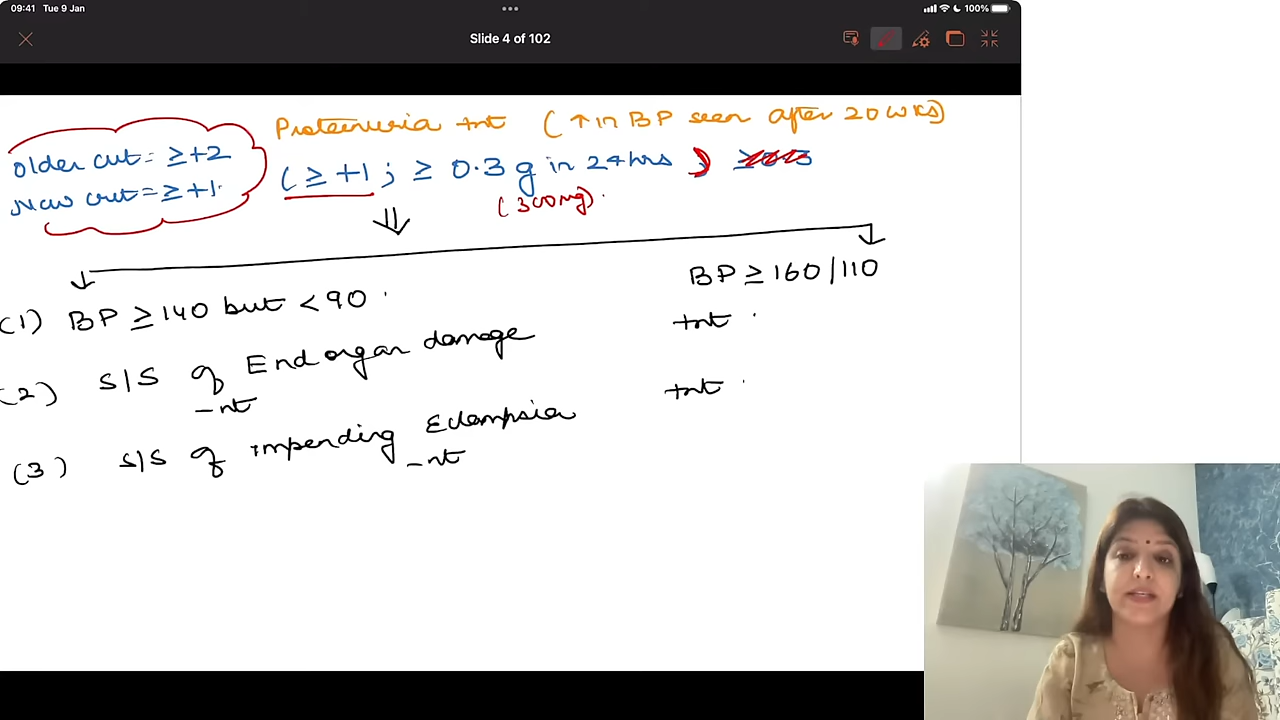 09:41 Tue 9 Jan
100%
Slide 4 of 102
Proteinuria +nt (↑ in BP seen after 20 wks)
Older cut = ≥+2
New cut = ≥+1
(≥ +1 ; ≥ 0.3 g in 24 hrs )
(300mg)
BP ≥ 160/110
(1) BP ≥ 140 but < 90
+nt
(2) S/S of End organ damage
-nt
+nt
(3) S/S of impending Eclampsia
-nt